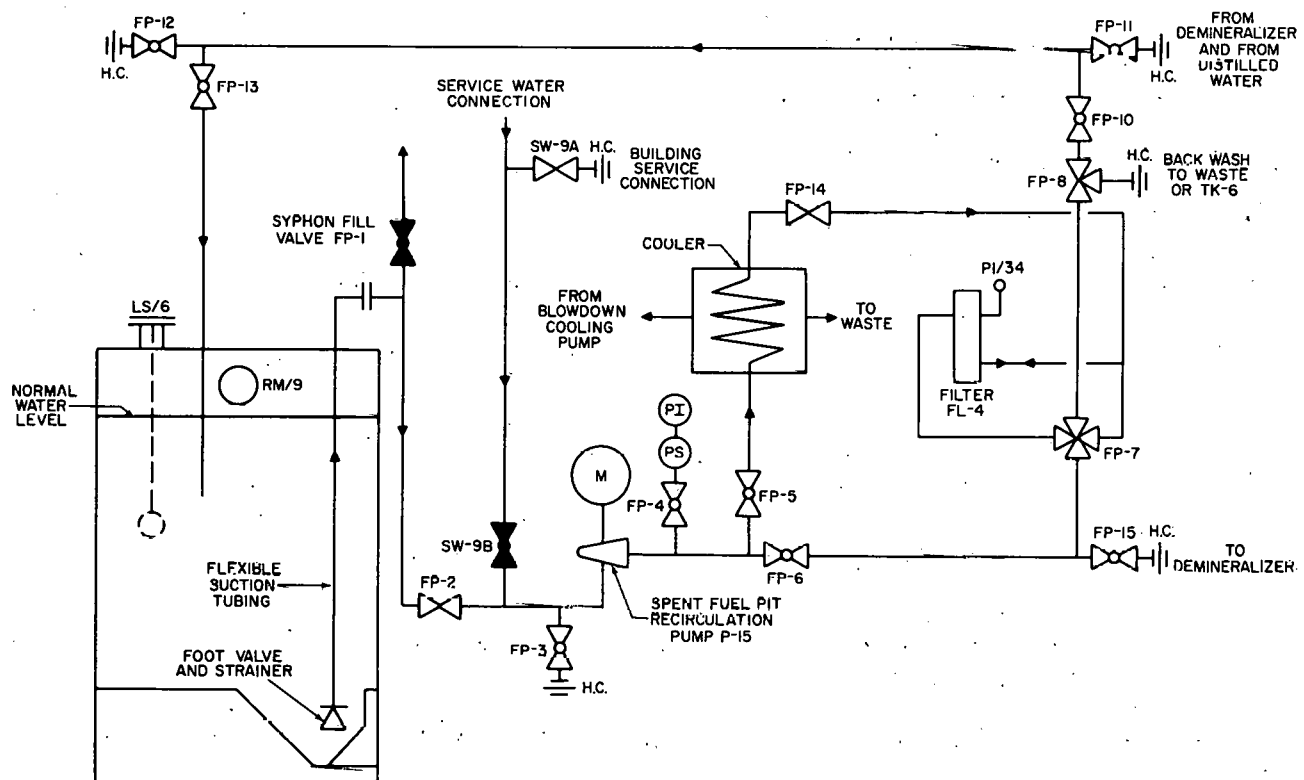 FP-12
H.C.
FP-13
SERVICE WATER
CONNECTION
SW-9A
H.C.
BUILDING
SERVICE
CONNECTION
FP-11
H.C.
FROM
DEMINERALIZER
AND FROM
DISTILLED
WATER
FP-10
FP-8
H.C.
BACK WASH
TO WASTE
OR TK-6
SYPHON FILL
VALVE FP-1
FP-14
COOLER
FROM
BLOWDOWN
COOLING
PUMP
TO
WASTE
PI/34
FILTER
FL-4
LS/6
RM/9
NORMAL
WATER
LEVEL
PI
PS
M
FP-4
FP-5
FP-7
SW-9B
FP-2
FP-6
FP-15
H.C.
TO
DEMINERALIZER
FLEXIBLE
SUCTION
TUBING
SPENT FUEL PIT
RECIRCULATION
PUMP P-15
FP-3
H.C.
FOOT VALVE
AND STRAINER